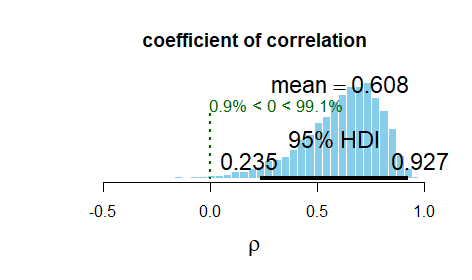 coefficient of correlation
mean = 0.608
0.9% < 0 < 99.1%
95% HDI
0.235 0.927
-0.5 0.0 0.5 1.0
ρ